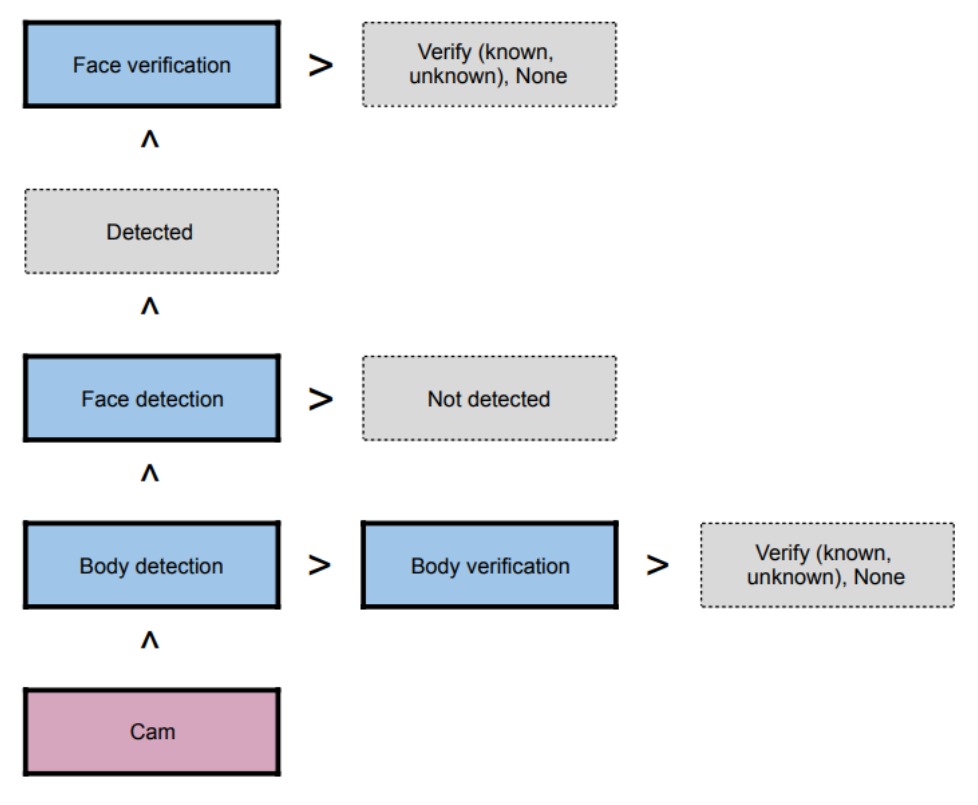 Face verification
>
Verify (known,
unknown), None
^
Detected
^
Face detection
>
Not detected
^
Body detection
>
Body verification
>
Verify (known,
unknown), None
^
Cam